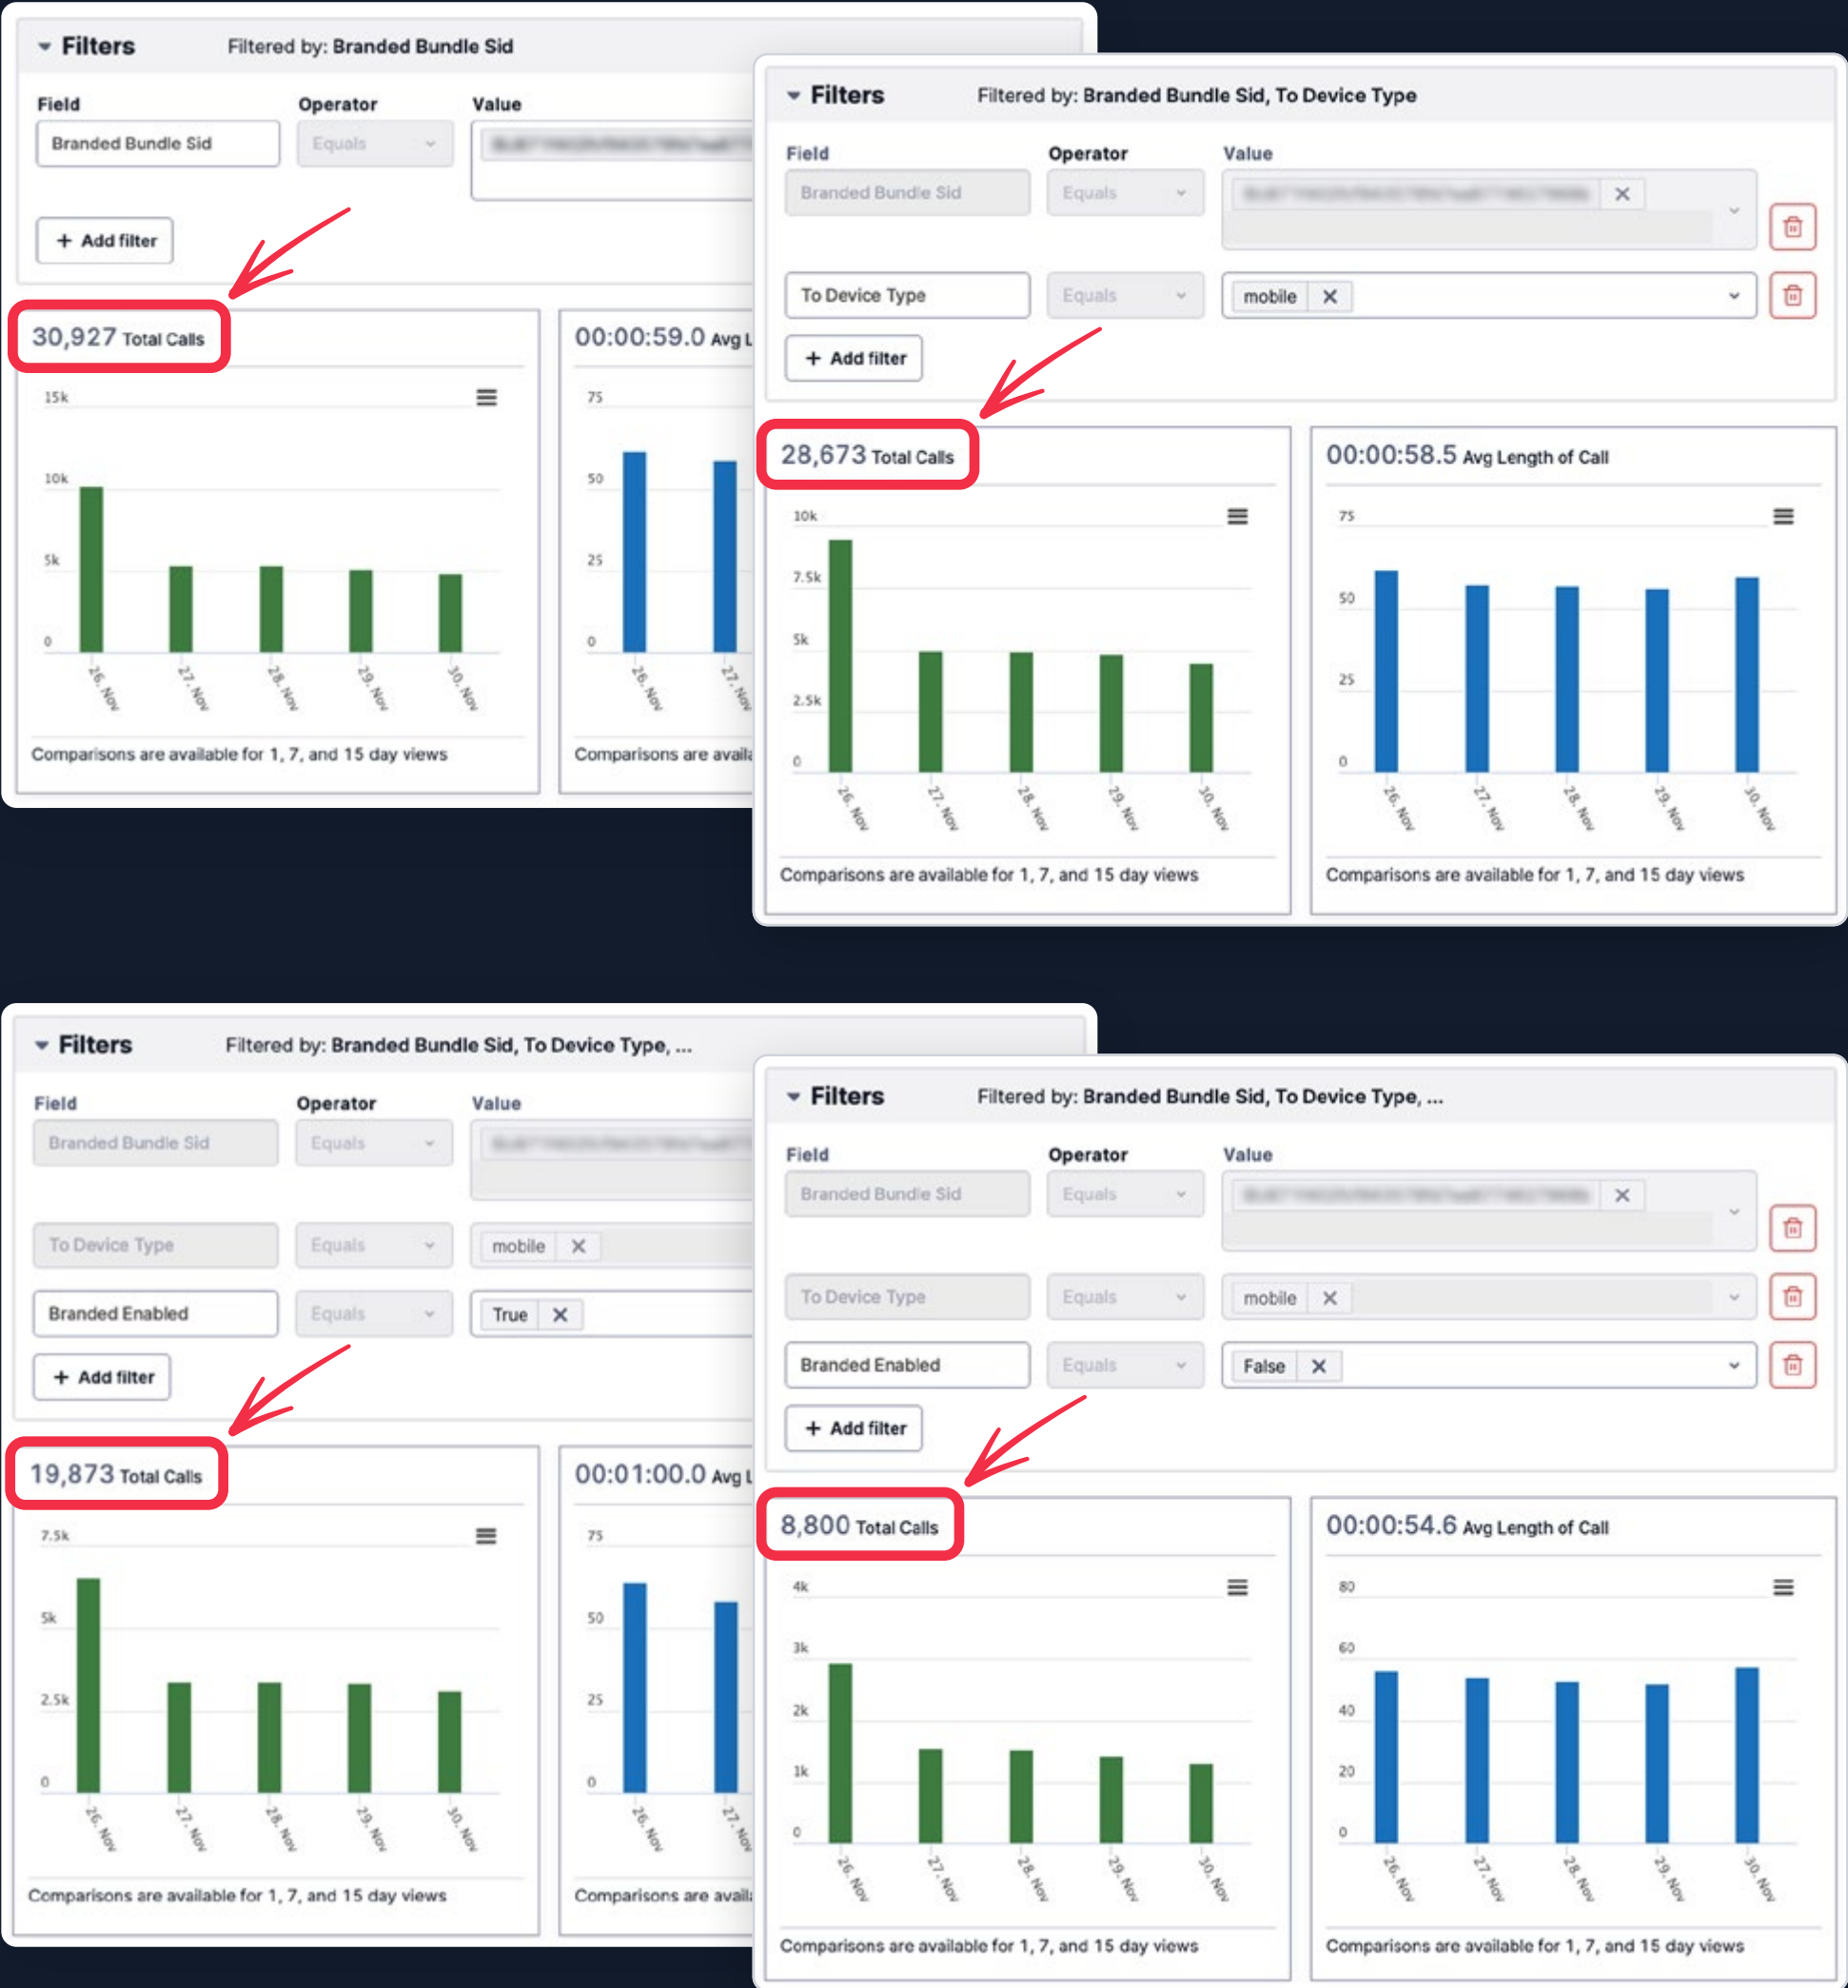 Filters Filtered by: Branded Bundle Sid
Field Operator Value
Branded Bundle Sid Equals
+ Add filter
30,927 Total Calls
15k
10k
5k
0
26. Nov 27. Nov 28. Nov 29. Nov 30. Nov
Comparisons are available for 1, 7, and 15 day views
00:00:59.0 Avg L
75
50
25
0
26. Nov 27. Nov
Comparisons are availa
Filters Filtered by: Branded Bundle Sid, To Device Type
Field Operator Value
Branded Bundle Sid Equals
To Device Type Equals mobile
+ Add filter
28,673 Total Calls
10k
7.5k
5k
2.5k
0
26. Nov 27. Nov 28. Nov 29. Nov 30. Nov
Comparisons are available for 1, 7, and 15 day views
00:00:58.5 Avg Length of Call
75
50
25
0
26. Nov 27. Nov 28. Nov 29. Nov 30. Nov
Comparisons are available for 1, 7, and 15 day views
Filters Filtered by: Branded Bundle Sid, To Device Type, ...
Field Operator Value
Branded Bundle Sid Equals
To Device Type Equals mobile
Branded Enabled Equals True
+ Add filter
19,873 Total Calls
7.5k
5k
2.5k
0
26. Nov 27. Nov 28. Nov 29. Nov 30. Nov
Comparisons are available for 1, 7, and 15 day views
00:01:00.0 Avg L
75
50
25
0
26. Nov 27. Nov
Comparisons are availa
Filters Filtered by: Branded Bundle Sid, To Device Type, ...
Field Operator Value
Branded Bundle Sid Equals
To Device Type Equals mobile
Branded Enabled Equals False
+ Add filter
8,800 Total Calls
4k
3k
2k
1k
0
26. Nov 27. Nov 28. Nov 29. Nov 30. Nov
Comparisons are available for 1, 7, and 15 day views
00:00:54.6 Avg Length of Call
80
60
40
20
0
26. Nov 27. Nov 28. Nov 29. Nov 30. Nov
Comparisons are available for 1, 7, and 15 day views